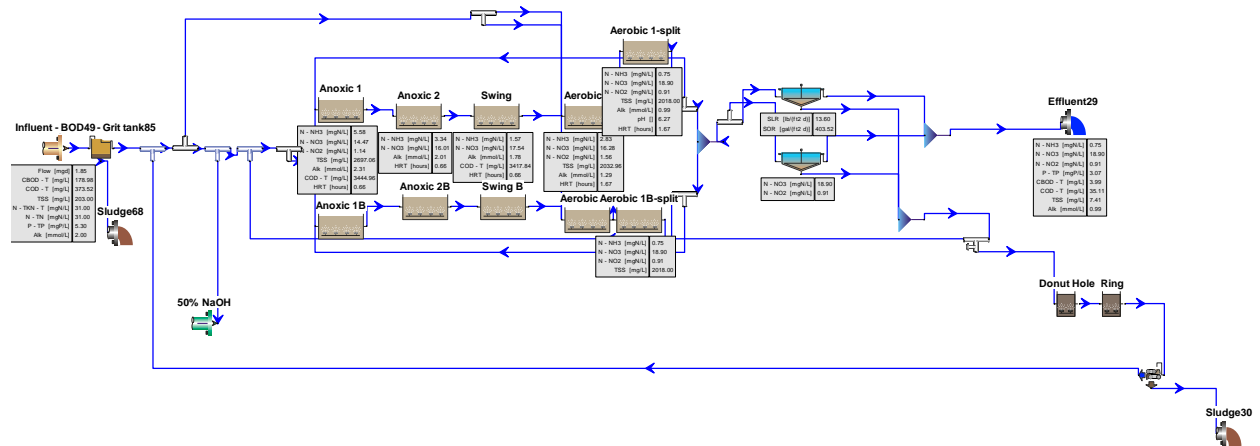 Aerobic 1-split
N - NH3 [mgN/L] 0.75
N - NO3 [mgN/L] 18.90
N - NO2 [mgN/L] 0.91
TSS [mg/L] 2018.00
Alk [mmol/L] 0.99
pH [] 6.27
HRT [hours] 1.67
Anoxic 1
N - NH3 [mgN/L] 5.58
N - NO3 [mgN/L] 14.47
N - NO2 [mgN/L] 1.14
TSS [mg/L] 2697.06
Alk [mmol/L] 2.31
COD - T [mg/L] 3444.96
HRT [hours] 0.66
Anoxic 2
N - NH3 [mgN/L] 3.34
N - NO3 [mgN/L] 16.01
Alk [mmol/L] 2.01
HRT [hours] 0.66
Swing
N - NH3 [mgN/L] 1.57
N - NO3 [mgN/L] 17.54
Alk [mmol/L] 1.78
COD - T [mg/L] 3417.84
HRT [hours] 0.66
Aerobic
N - NH3 [mgN/L] 2.63
N - NO3 [mgN/L] 16.28
N - NO2 [mgN/L] 1.56
TSS [mg/L] 2032.96
Alk [mmol/L] 1.29
HRT [hours] 1.67
SLR [lb/(ft2 d)] 13.60
SOR [gal/(ft2 d)] 403.52
N - NO3 [mgN/L] 18.90
N - NO2 [mgN/L] 0.91
Effluent29
N - NH3 [mgN/L] 0.75
N - NO3 [mgN/L] 18.90
N - NO2 [mgN/L] 0.91
P - TP [mgP/L] 3.07
CBOD - T [mg/L] 3.99
COD - T [mg/L] 35.11
TSS [mg/L] 7.41
Alk [mmol/L] 0.99
Influent - BOD49 - Grit tank85
Flow [mgd] 1.85
CBOD - T [mg/L] 178.98
COD - T [mg/L] 373.52
TSS [mg/L] 203.00
N - TKN - T [mgN/L] 31.00
N - TN [mgN/L] 31.00
P - TP [mgP/L] 5.30
Alk [mmol/L] 2.00
Sludge68
Anoxic 1B
Anoxic 2B
Swing B
Aerobic
Aerobic 1B-split
N - NH3 [mgN/L] 0.75
N - NO3 [mgN/L] 18.90
N - NO2 [mgN/L] 0.91
TSS [mg/L] 2018.00
50% NaOH
Donut Hole
Ring
Sludge30